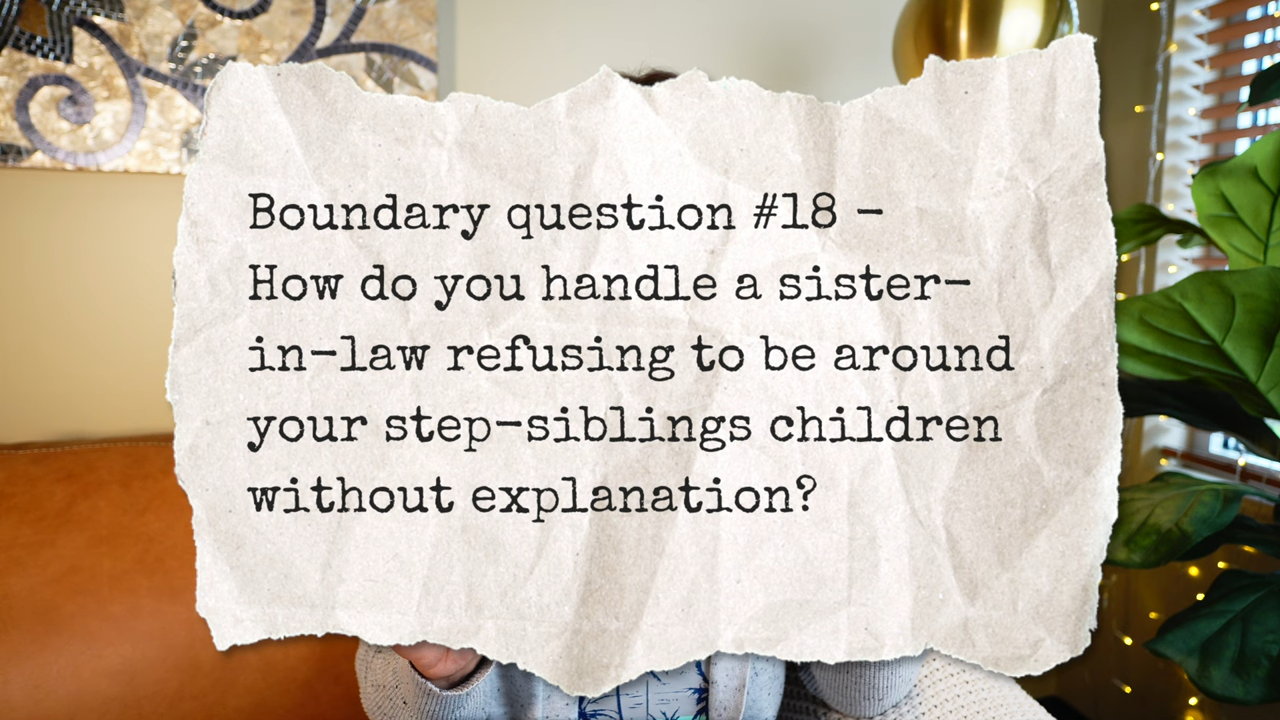 Boundary question #18 -
How do you handle a sister-
in-law refusing to be around
your step-siblings children
without explanation?